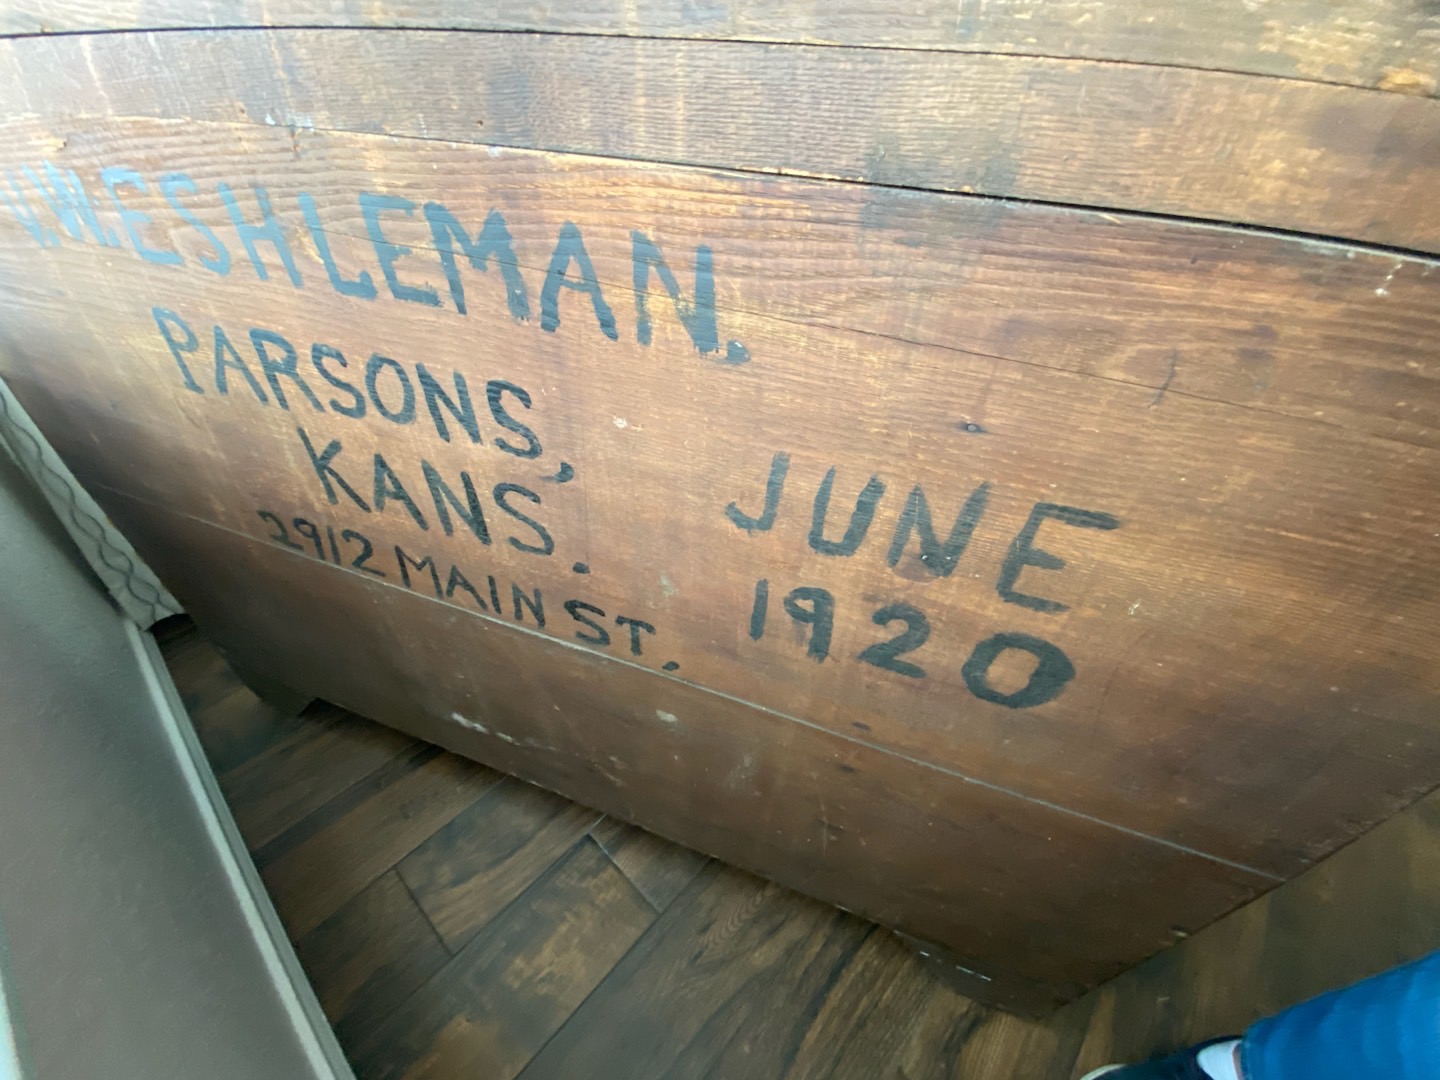 V.W.ESHLEMAN.
PARSONS,
KANS.
2912 MAIN ST.
JUNE
1920